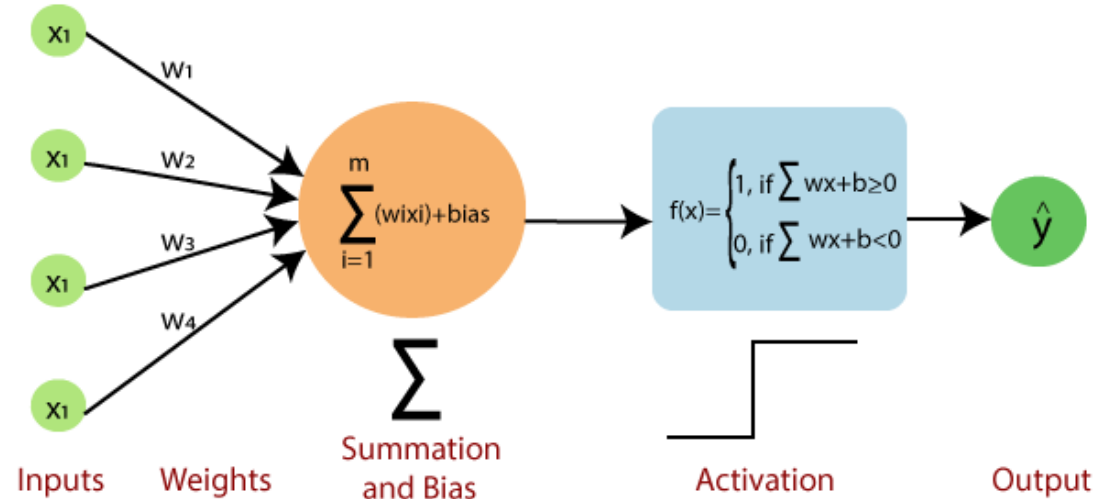 x1
x1
x1
x1
w1
w2
w3
w4
m
∑(wixi)+bias
i=1
∑
f(x)={1, if ∑ wx+b≥0
0, if ∑ wx+b<0
ŷ
Inputs
Weights
Summation
and Bias
Activation
Output